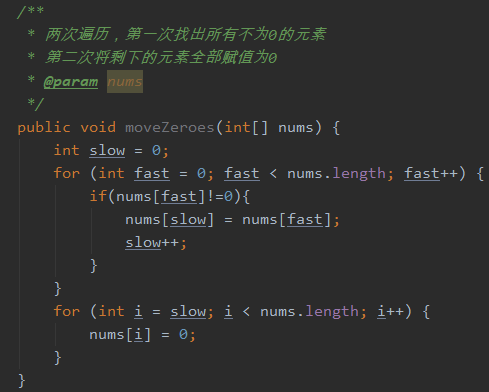 /**
 * 两次遍历，第一次找出所有不为0的元素
 * 第二次将剩下的元素全部赋值为0
 * @param nums
 */
public void moveZeroes(int[] nums) {
    int slow = 0;
    for (int fast = 0; fast < nums.length; fast++) {
        if(nums[fast]!=0){
            nums[slow] = nums[fast];
            slow++;
        }
    }
    for (int i = slow; i < nums.length; i++) {
        nums[i] = 0;
    }
}